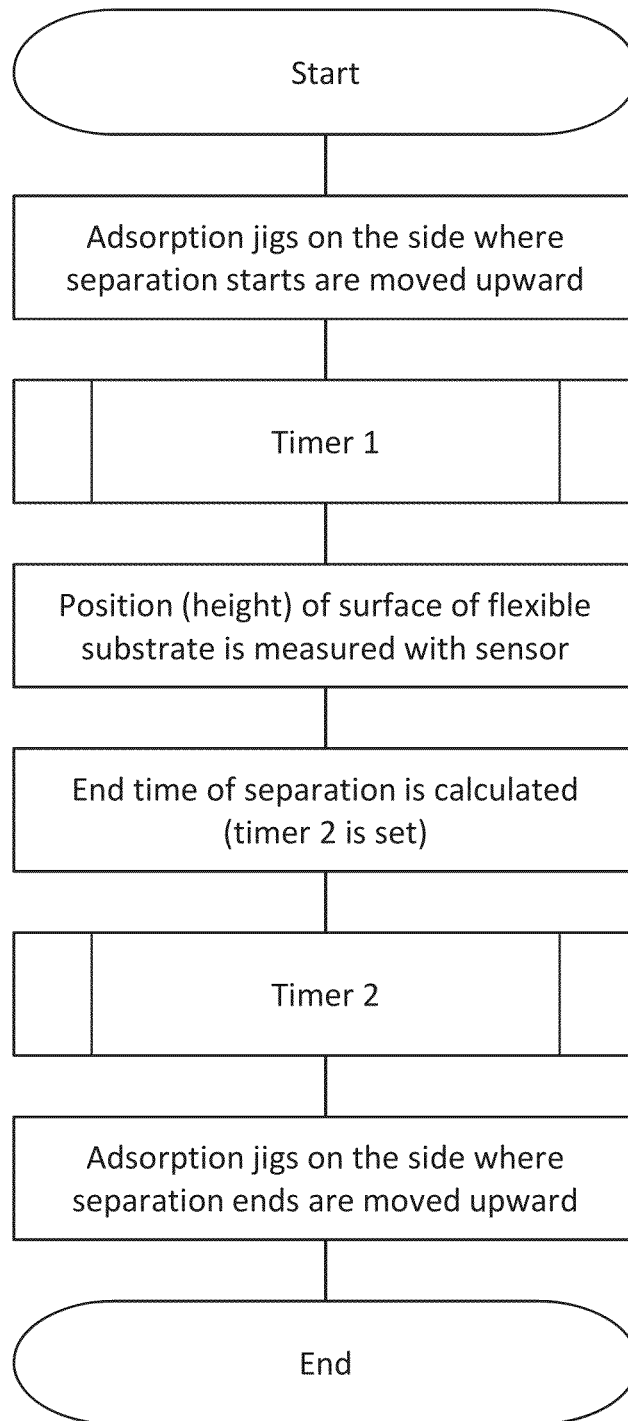 Start
Adsorption jigs on the side where
separation starts are moved upward
Timer 1
Position (height) of surface of flexible
substrate is measured with sensor
End time of separation is calculated
(timer 2 is set)
Timer 2
Adsorption jigs on the side where
separation ends are moved upward
End